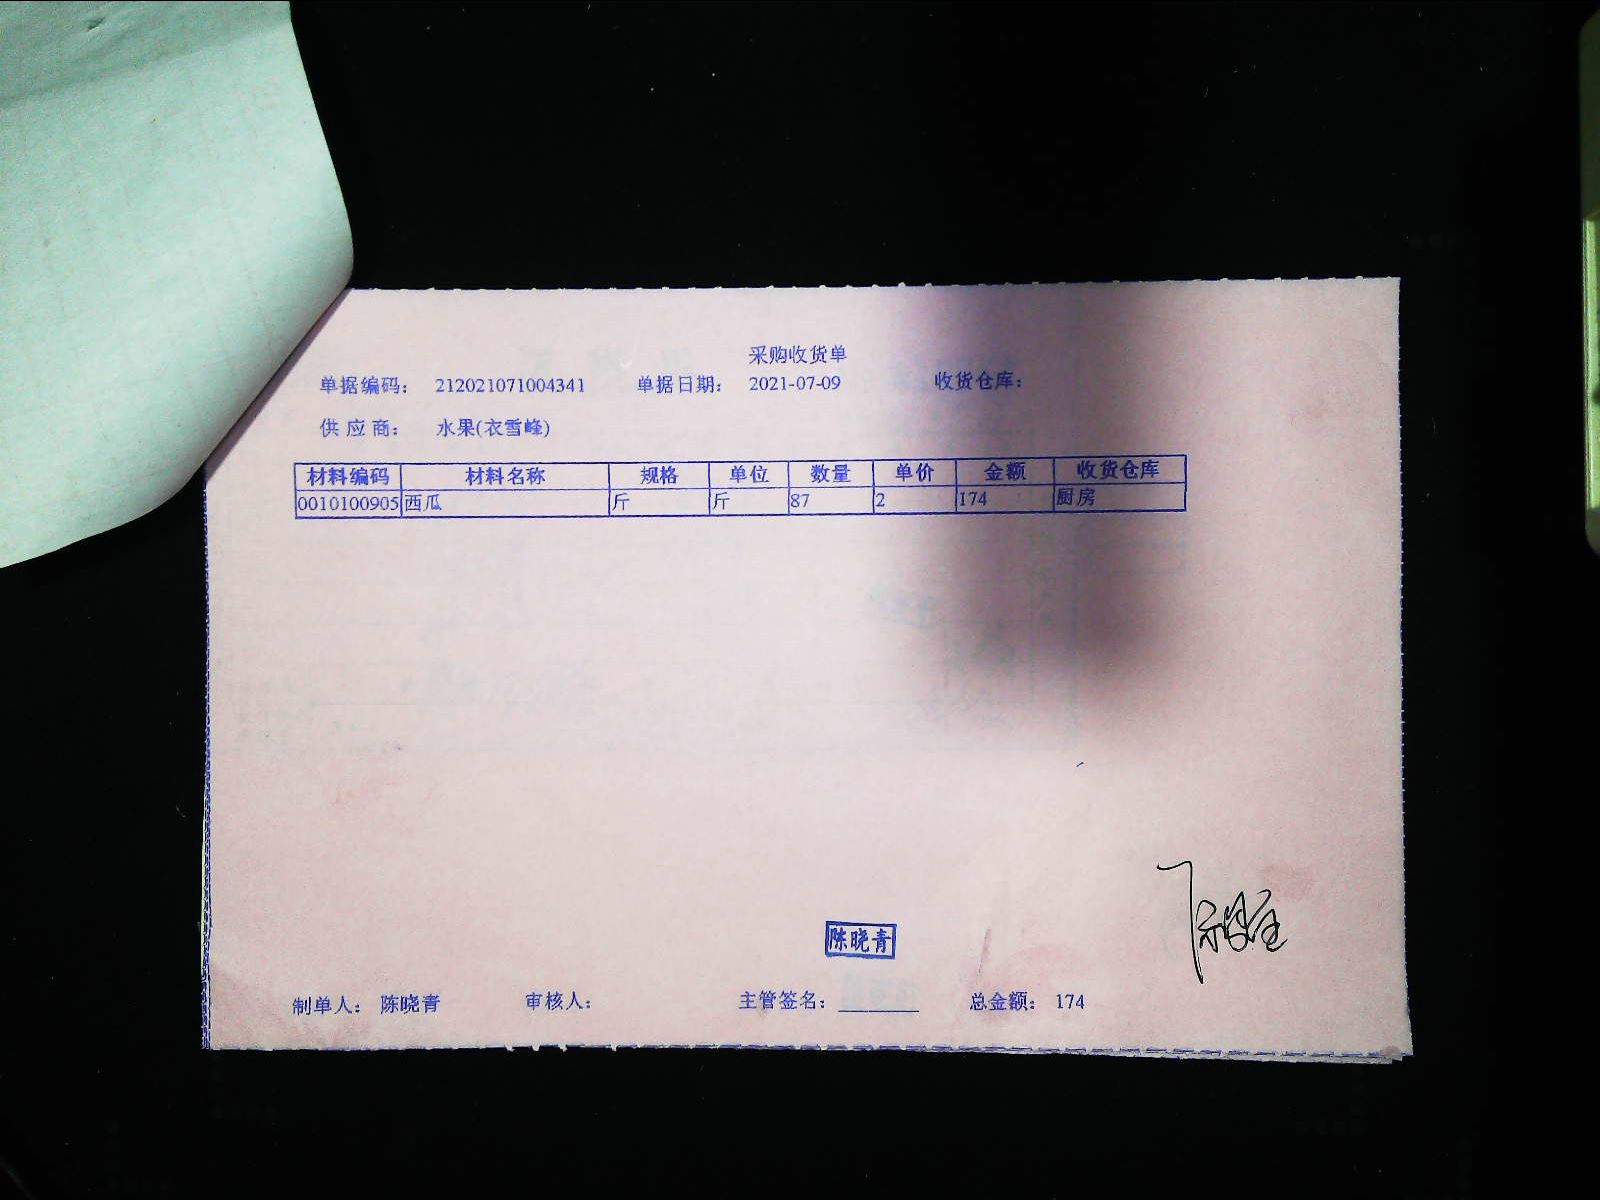 采购收货单
单据编码: 212021071004341 单据日期: 2021-07-09 收货仓库:
供应商: 水果(衣雪峰)
材料编码 材料名称 规格 单位 数量 单价 金额 收货仓库
0010100905 西瓜 斤 斤 87 2 174 厨房
陈晓青
制单人: 陈晓青 审核人: 主管签名: 总金额: 174